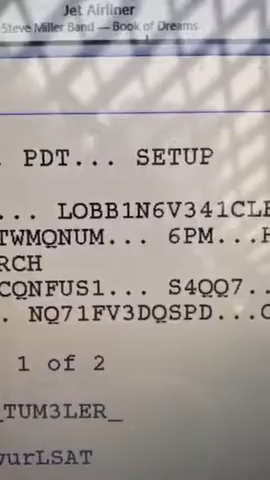 Jet Airliner
Steve Miller Band — Book of Dreams
PDT... SETUP
... LOBB1N6V341CLE
TWMQNUM... 6PM...H
RCH
CQNFUS1... S4QQ7..
. NQ71FV3DQSPD...C
1 of 2
_TUM3LER_
wurLSAT